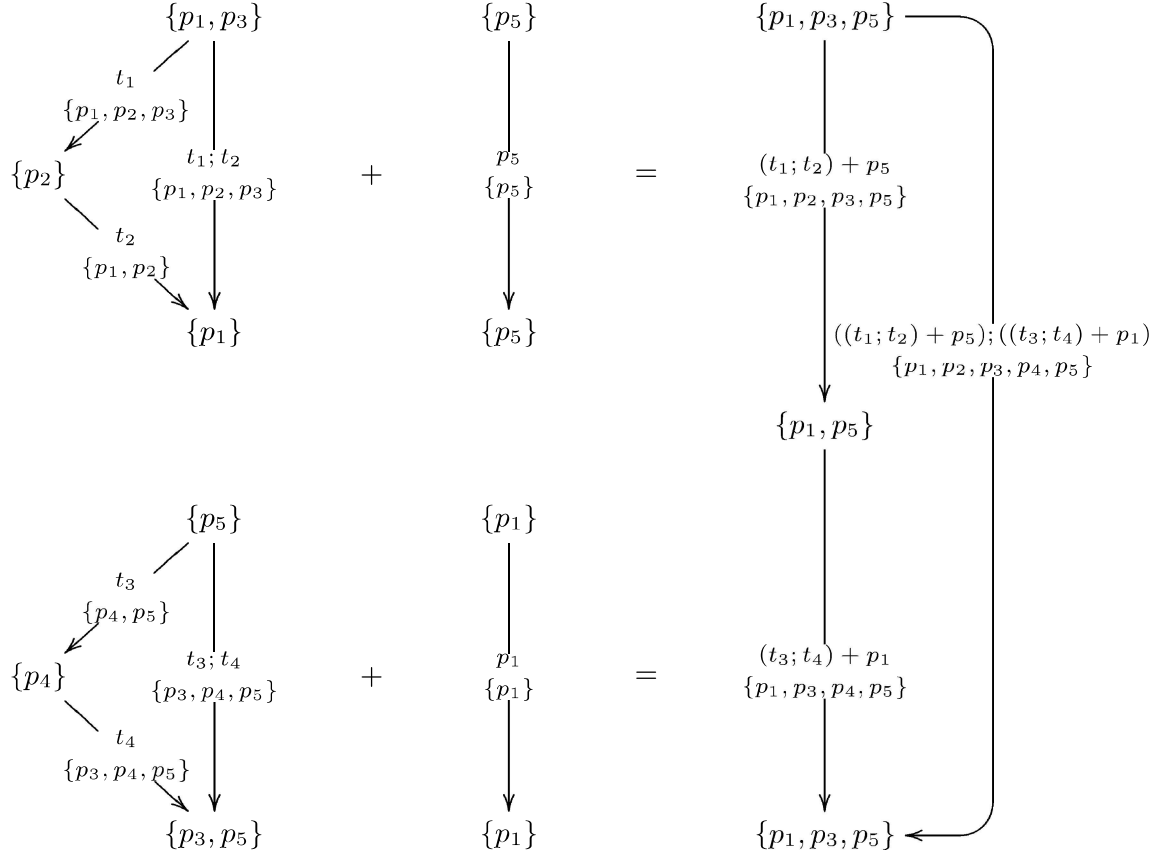 {p₁, p₃} {p₅} {p₁, p₃, p₅}
t₁
{p₁, p₂, p₃}
t₁; t₂ p₅ (t₁; t₂) + p₅
{p₂} {p₁, p₂, p₃} + {p₅} = {p₁, p₂, p₃, p₅}
t₂
{p₁, p₂}
{p₁} {p₅} ((t₁; t₂) + p₅); ((t₃; t₄) + p₁)
{p₁, p₂, p₃, p₄, p₅}
{p₁, p₅}
{p₅} {p₁}
t₃
{p₄, p₅}
t₃; t₄ p₁ (t₃; t₄) + p₁
{p₄} {p₃, p₄, p₅} + {p₁} = {p₁, p₃, p₄, p₅}
t₄
{p₃, p₄, p₅}
{p₃, p₅} {p₁} {p₁, p₃, p₅}